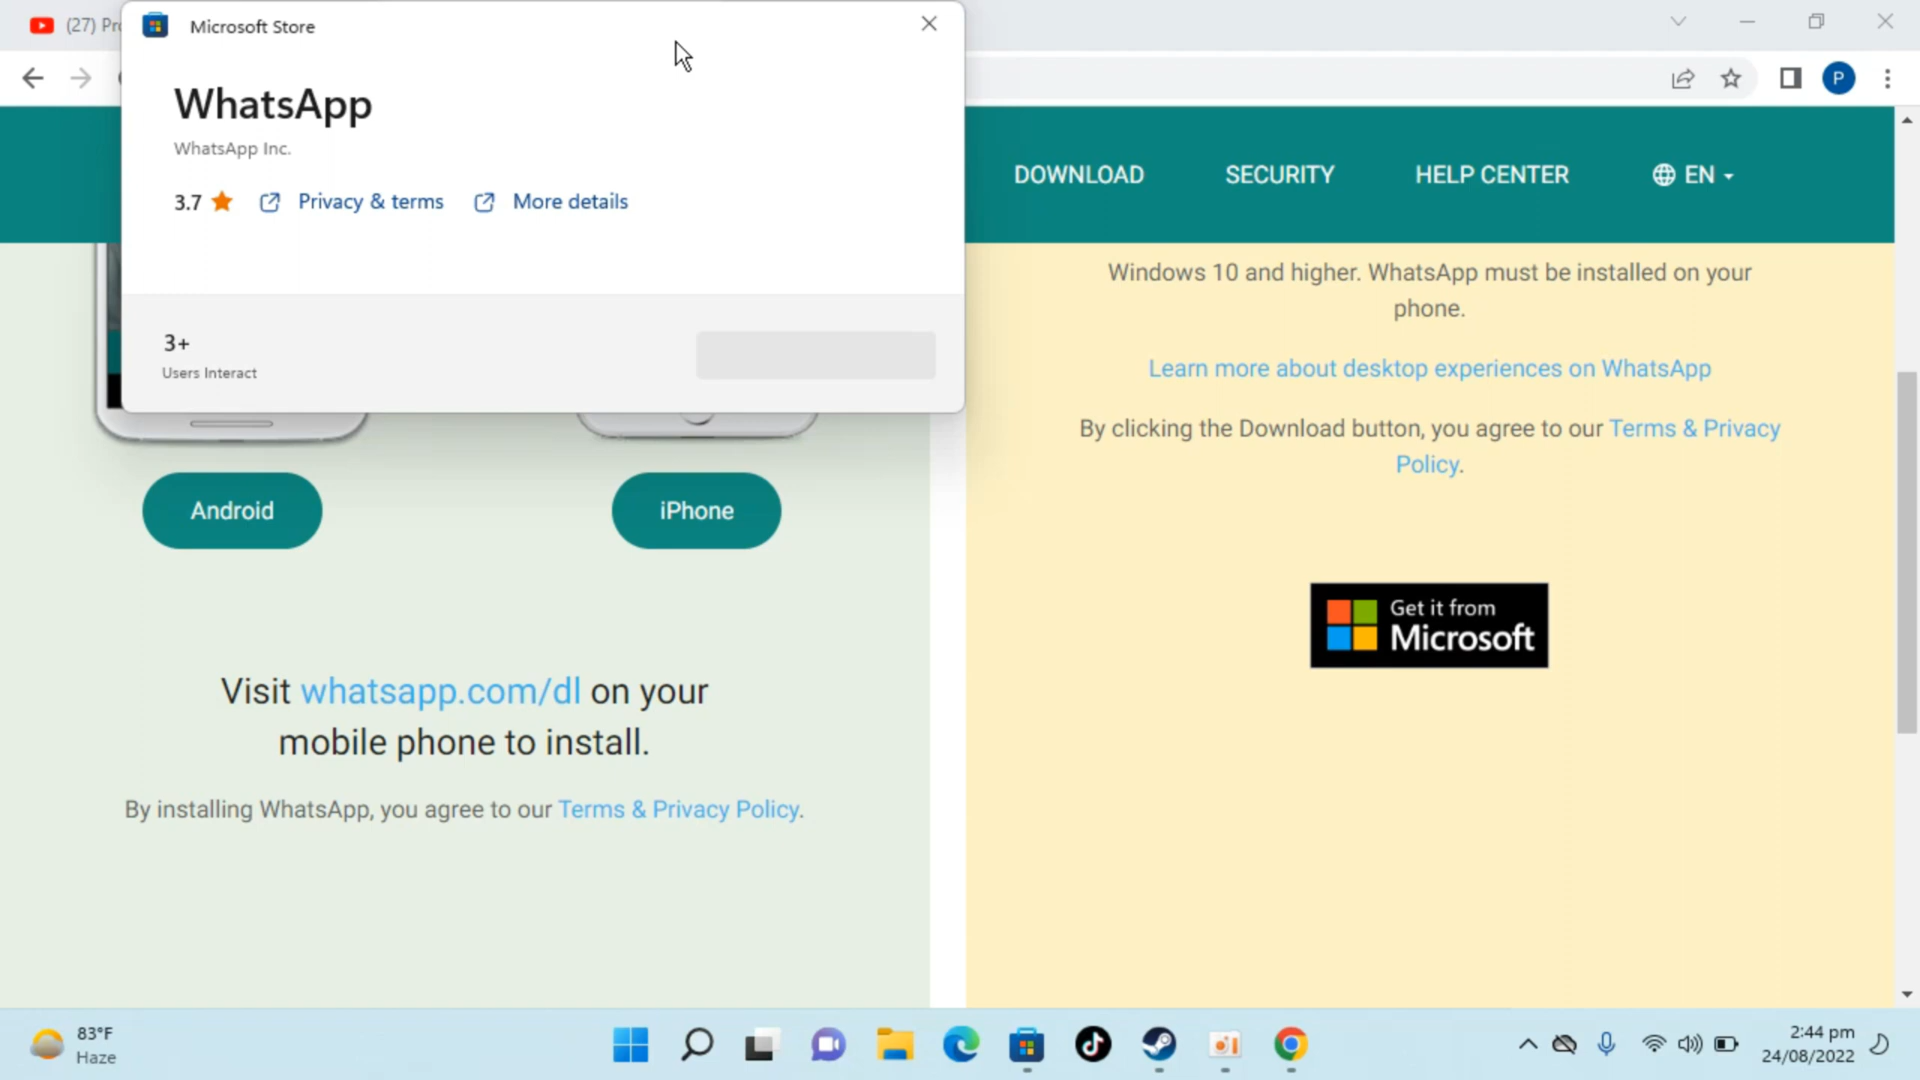 (27) Pr
Microsoft Store
WhatsApp
WhatsApp Inc.
3.7
Privacy & terms
More details
3+
Users Interact
P
DOWNLOAD
SECURITY
HELP CENTER
EN
Windows 10 and higher. WhatsApp must be installed on your
phone.
Learn more about desktop experiences on WhatsApp
By clicking the Download button, you agree to our Terms & Privacy
Policy.
Get it from
Microsoft
Android
iPhone
Visit whatsapp.com/dl on your
mobile phone to install.
By installing WhatsApp, you agree to our Terms & Privacy Policy.
83°F
Haze
2:44 pm
24/08/2022